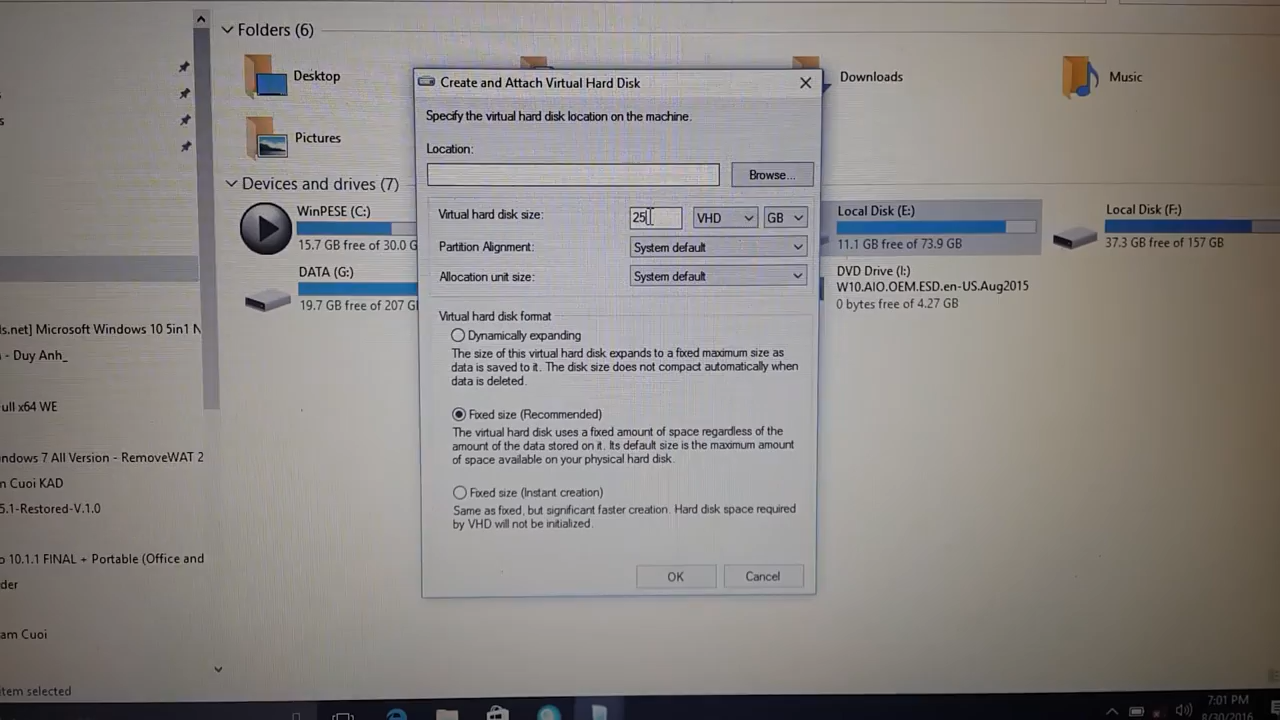 Folders (6)
Desktop
Downloads
Music
Pictures
Devices and drives (7)
WinPESE (C:)
15.7 GB free of 30.0 G
Local Disk (E:)
11.1 GB free of 73.9 GB
Local Disk (F:)
37.3 GB free of 157 GB
DATA (G:)
19.7 GB free of 207 G
DVD Drive (I:)
W10.AIO.OEM.ESD.en-US.Aug2015
0 bytes free of 4.27 GB
Create and Attach Virtual Hard Disk
Specify the virtual hard disk location on the machine.
Location:
Browse...
Virtual hard disk size:
25
VHD
GB
Partition Alignment:
System default
Allocation unit size:
System default
Virtual hard disk format
Dynamically expanding
The size of this virtual hard disk expands to a fixed maximum size as
data is saved to it. The disk size does not compact automatically when
data is deleted.
Fixed size (Recommended)
The virtual hard disk uses a fixed amount of space regardless of the
amount of the data stored on it. Its default size is the maximum amount
of space available on your physical hard disk.
Fixed size (Instant creation)
Same as fixed, but significant faster creation. Hard disk space required
by VHD will not be initialized.
OK
Cancel
s
ls.net] Microsoft Windows 10 5in1 N
- Duy Anh_
ull x64 WE
ndows 7 All Version - RemoveWAT 2
n Cuoi KAD
5.1-Restored-V.1.0
o 10.1.1 FINAL + Portable (Office and
der
am Cuoi
tem selected
7:01 PM
8/30/2016